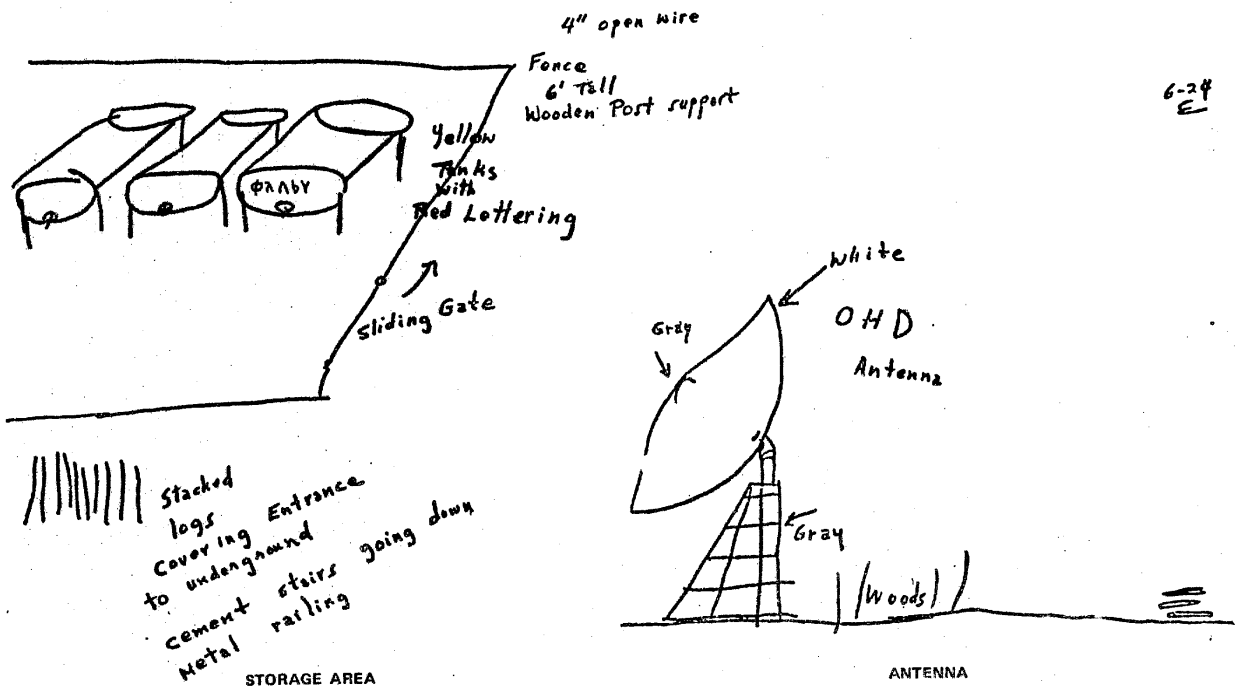 4" open wire
Fence
6' Tall
Wooden Post support
6-24
E
Yellow
Tanks
with
Red Lottering
ΦλΛbY
Sliding Gate
Stacked
logs
Covering Entrance
to underground
cement stairs going down
Metal railing
STORAGE AREA
White
Gray
OHD
Antenna
Gray
Woods
ANTENNA